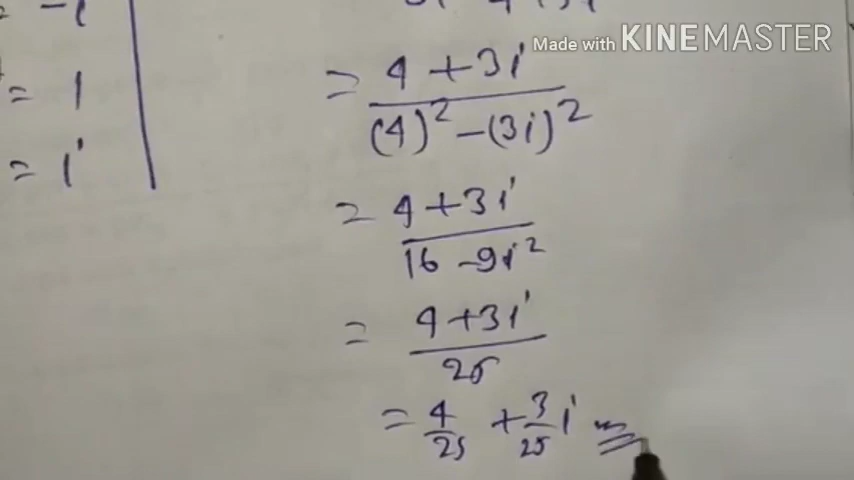 Made with KINEMASTER
= 1
= i
= 4 + 3i / (4)² - (3i)²
= 4 + 3i / 16 - 9i²
= 4 + 3i / 25
= 4/25 + 3/25 i